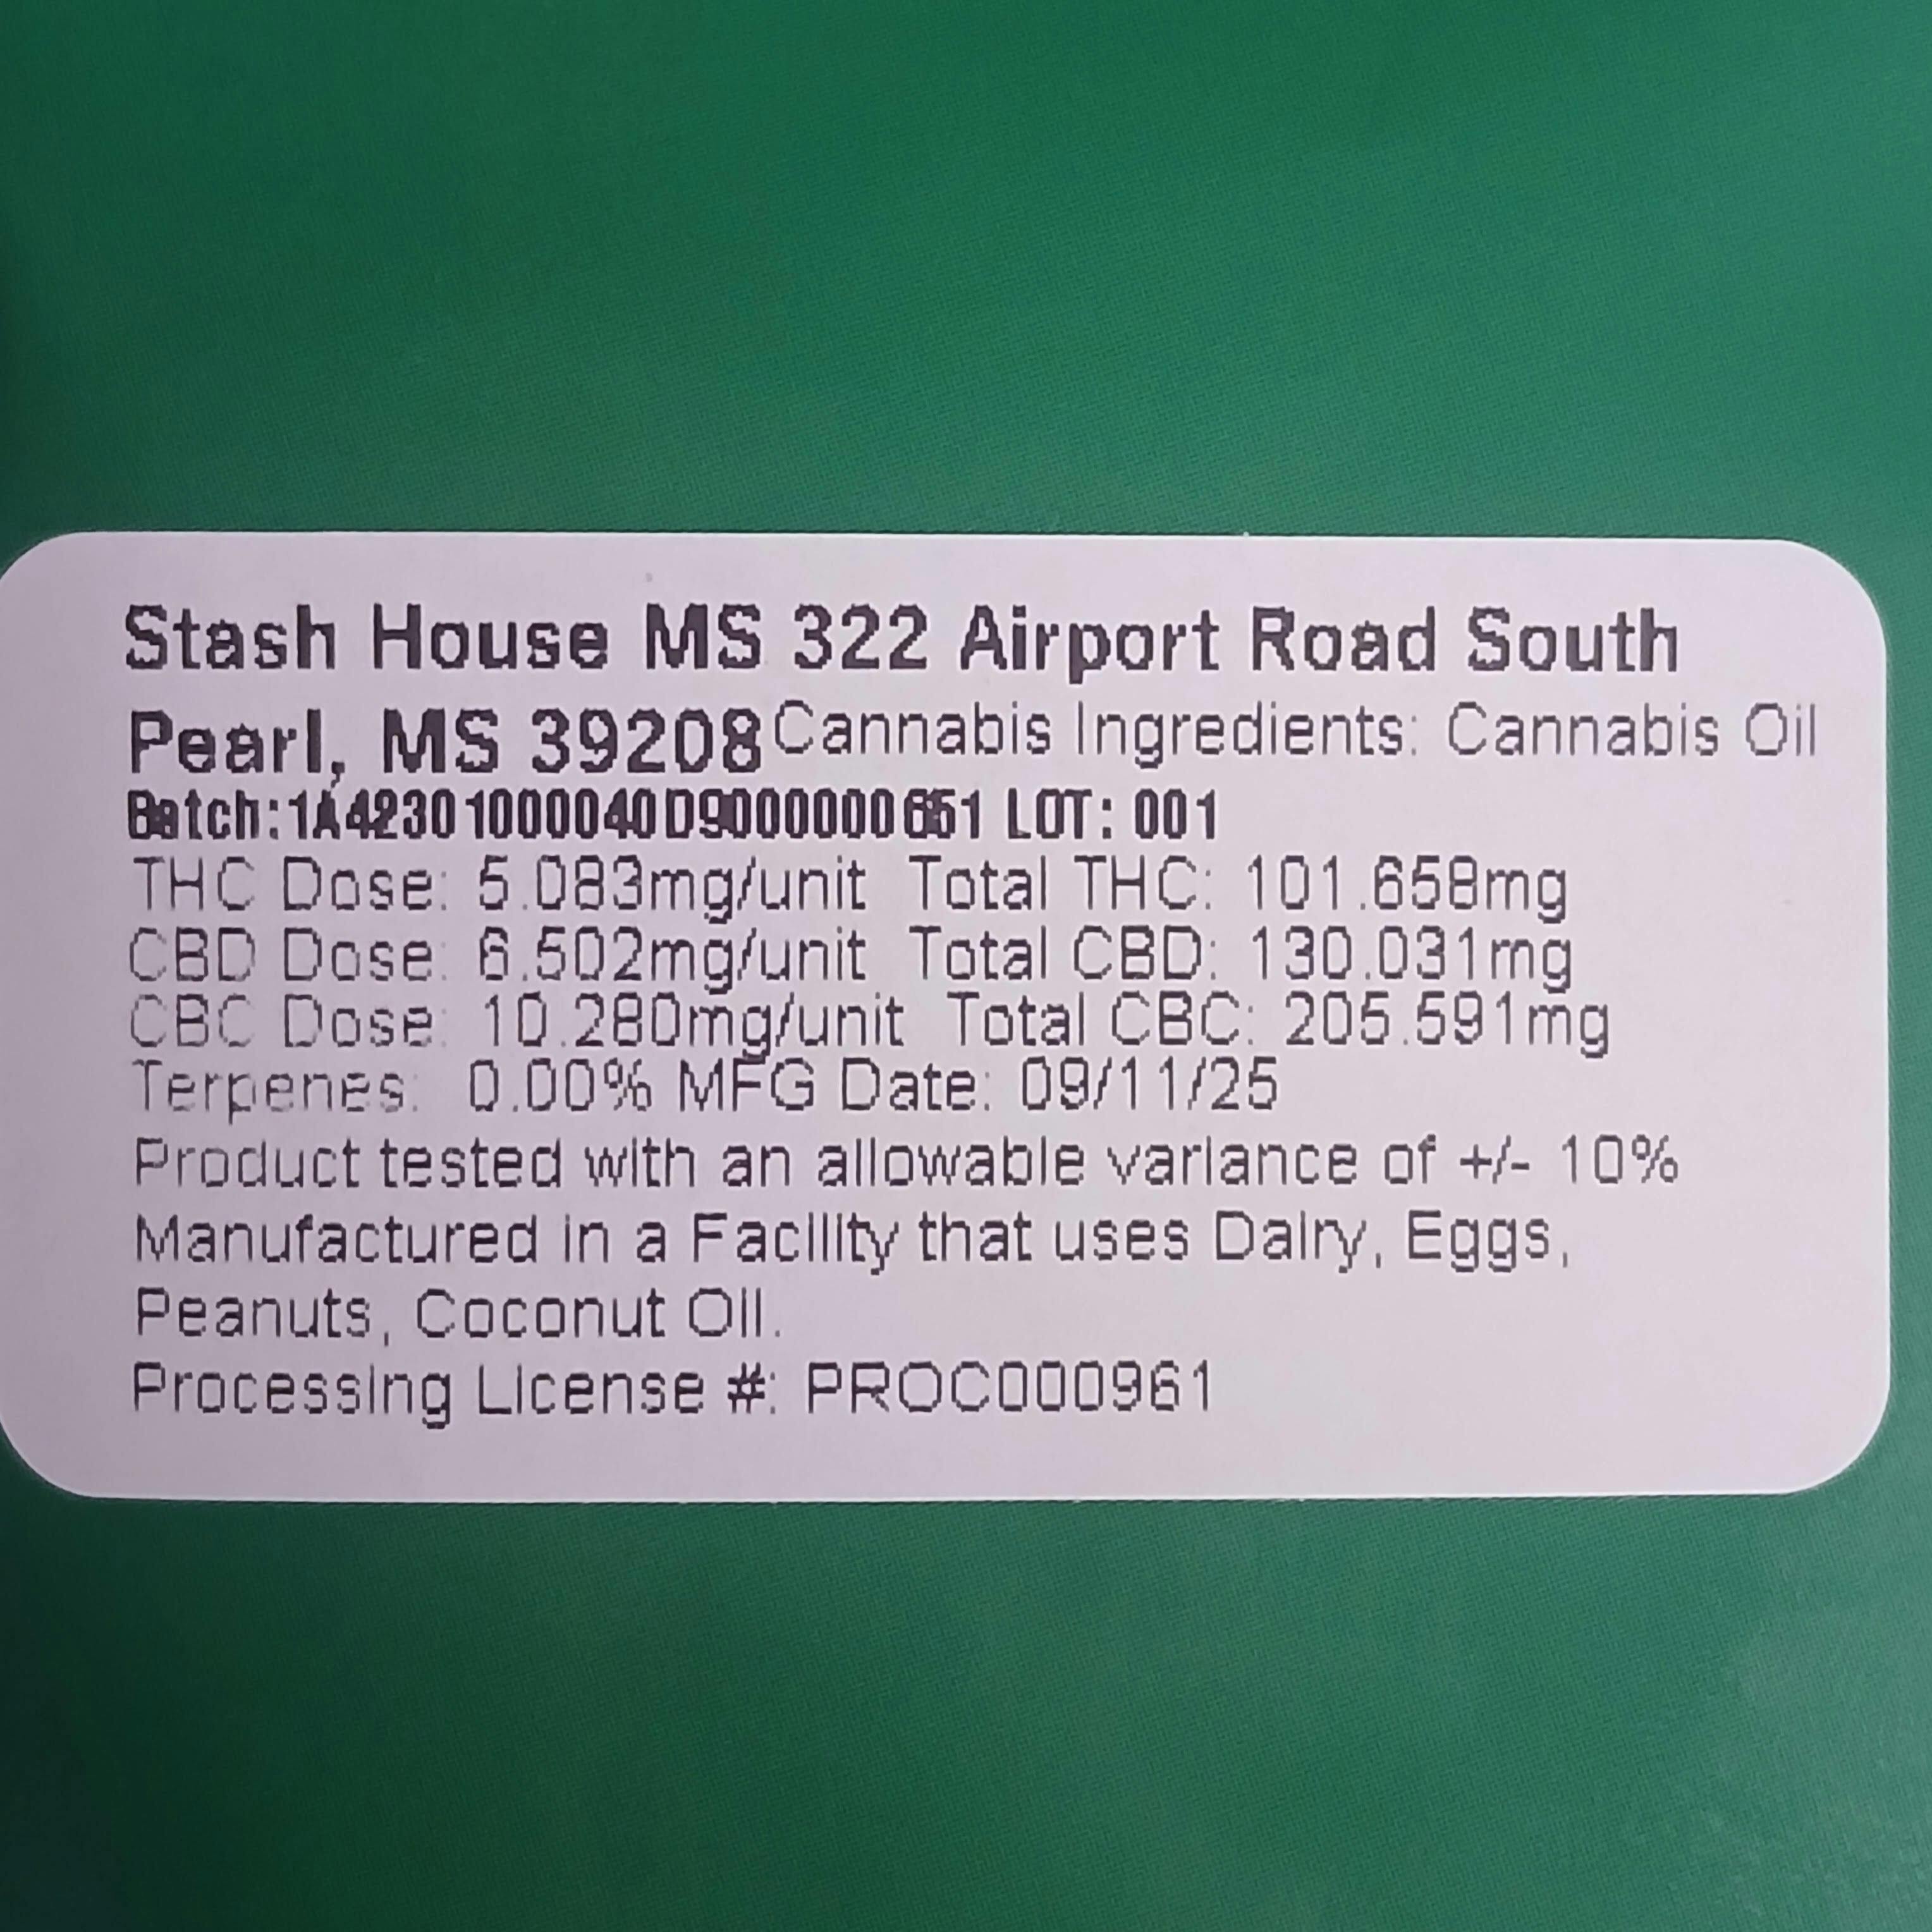 Stash House MS 322 Airport Road South
Pearl, MS 39208 Cannabis Ingredients: Cannabis Oil
Batch:1A42301000040D9000000651 LOT: 001
THC Dose: 5.083mg/unit Total THC: 101.658mg
CBD Dose: 6.502mg/unit Total CBD: 130.031mg
CBC Dose: 10.280mg/unit Total CBC: 205.591mg
Terpenes: 0.00% MFG Date: 09/11/25
Product tested with an allowable variance of +/- 10%
Manufactured in a Facility that uses Dairy, Eggs,
Peanuts, Coconut Oil.
Processing License #: PROC000961